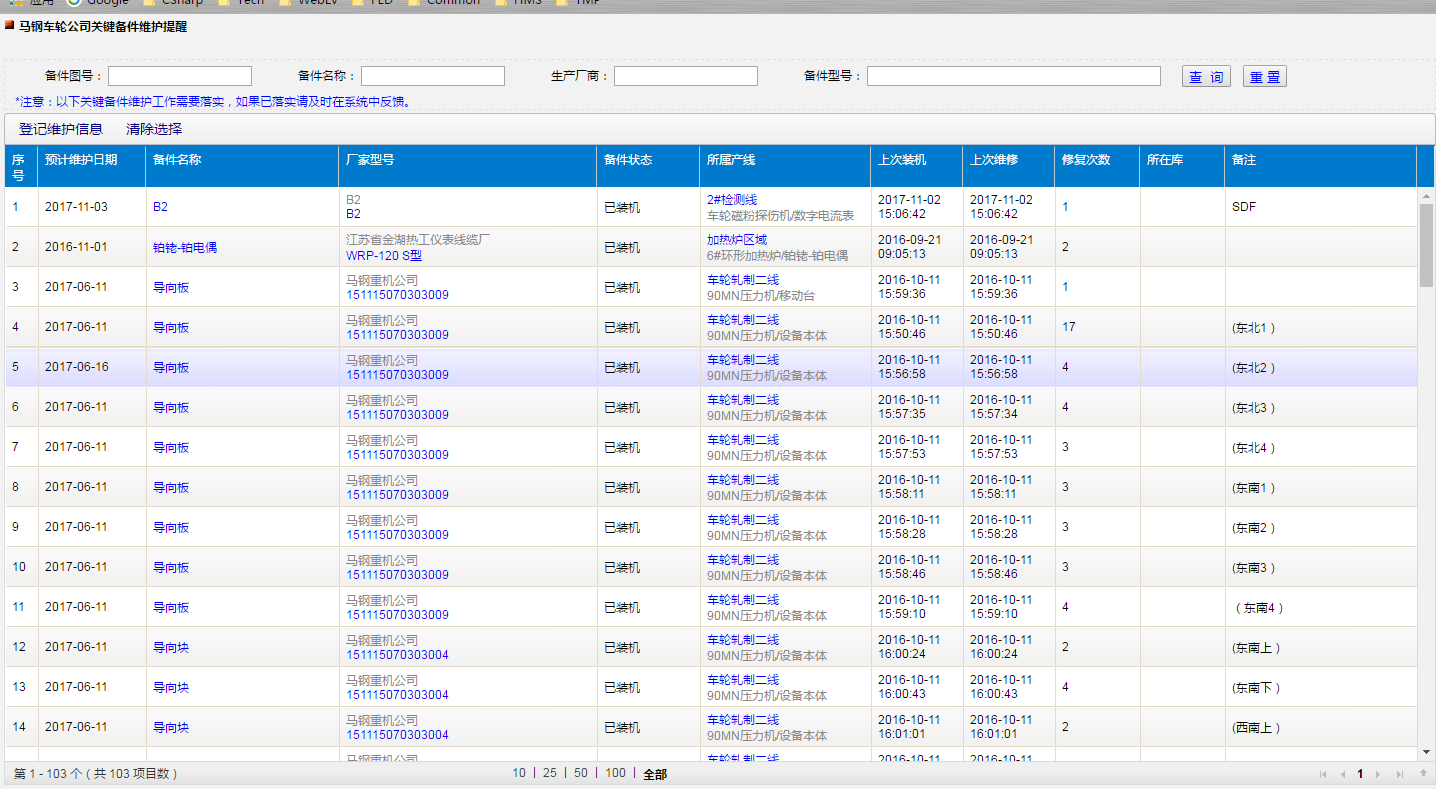 应用 Google Csharp Tech WebEv FED Common HMS TMP
马钢车轮公司关键备件维护提醒
备件图号： 备件名称： 生产厂商： 备件型号： 查 询 重 置
*注意：以下关键备件维护工作需要落实，如果已落实请及时在系统中反馈。
登记维护信息 清除选择
序号 预计维护日期 备件名称 厂家型号 备件状态 所属产线 上次装机 上次维修 修复次数 所在库 备注
1 2017-11-03 B2 B2 B2 已装机 2#检测线 车轮磁粉探伤机/数字电流表 2017-11-02 15:06:42 2017-11-02 15:06:42 1 SDF
2 2016-11-01 铂铑-铂电偶 江苏省金湖热工仪表线缆厂 WRP-120 S型 已装机 加热炉区域 6#环形加热炉/铂铑-铂电偶 2016-09-21 09:05:13 2016-09-21 09:05:13 2
3 2017-06-11 导向板 马钢重机公司 151115070303009 已装机 车轮轧制二线 90MN压力机/移动台 2016-10-11 15:59:36 2016-10-11 15:59:36 1
4 2017-06-11 导向板 马钢重机公司 151115070303009 已装机 车轮轧制二线 90MN压力机/设备本体 2016-10-11 15:50:46 2016-10-11 15:50:46 17 (东北1）
5 2017-06-16 导向板 马钢重机公司 151115070303009 已装机 车轮轧制二线 90MN压力机/设备本体 2016-10-11 15:56:58 2016-10-11 15:56:58 4 (东北2）
6 2017-06-11 导向板 马钢重机公司 151115070303009 已装机 车轮轧制二线 90MN压力机/设备本体 2016-10-11 15:57:35 2016-10-11 15:57:34 4 (东北3）
7 2017-06-11 导向板 马钢重机公司 151115070303009 已装机 车轮轧制二线 90MN压力机/设备本体 2016-10-11 15:57:53 2016-10-11 15:57:53 3 (东北4）
8 2017-06-11 导向板 马钢重机公司 151115070303009 已装机 车轮轧制二线 90MN压力机/设备本体 2016-10-11 15:58:11 2016-10-11 15:58:11 3 (东南1）
9 2017-06-11 导向板 马钢重机公司 151115070303009 已装机 车轮轧制二线 90MN压力机/设备本体 2016-10-11 15:58:28 2016-10-11 15:58:28 3 (东南2）
10 2017-06-11 导向板 马钢重机公司 151115070303009 已装机 车轮轧制二线 90MN压力机/设备本体 2016-10-11 15:58:46 2016-10-11 15:58:46 3 (东南3）
11 2017-06-11 导向板 马钢重机公司 151115070303009 已装机 车轮轧制二线 90MN压力机/设备本体 2016-10-11 15:59:10 2016-10-11 15:59:10 4 （东南4）
12 2017-06-11 导向块 马钢重机公司 151115070303004 已装机 车轮轧制二线 90MN压力机/设备本体 2016-10-11 16:00:24 2016-10-11 16:00:24 2 (东南上）
13 2017-06-11 导向块 马钢重机公司 151115070303004 已装机 车轮轧制二线 90MN压力机/设备本体 2016-10-11 16:00:43 2016-10-11 16:00:43 4 (东南下）
14 2017-06-11 导向块 马钢重机公司 151115070303004 已装机 车轮轧制二线 90MN压力机/设备本体 2016-10-11 16:01:01 2016-10-11 16:01:01 2 (西南上）
马钢重机公司 车轮轧制二线 2016-10-11 2016-10-11
第 1 - 103 个 ( 共 103 项目数 ) 10 | 25 | 50 | 100 | 全部 1